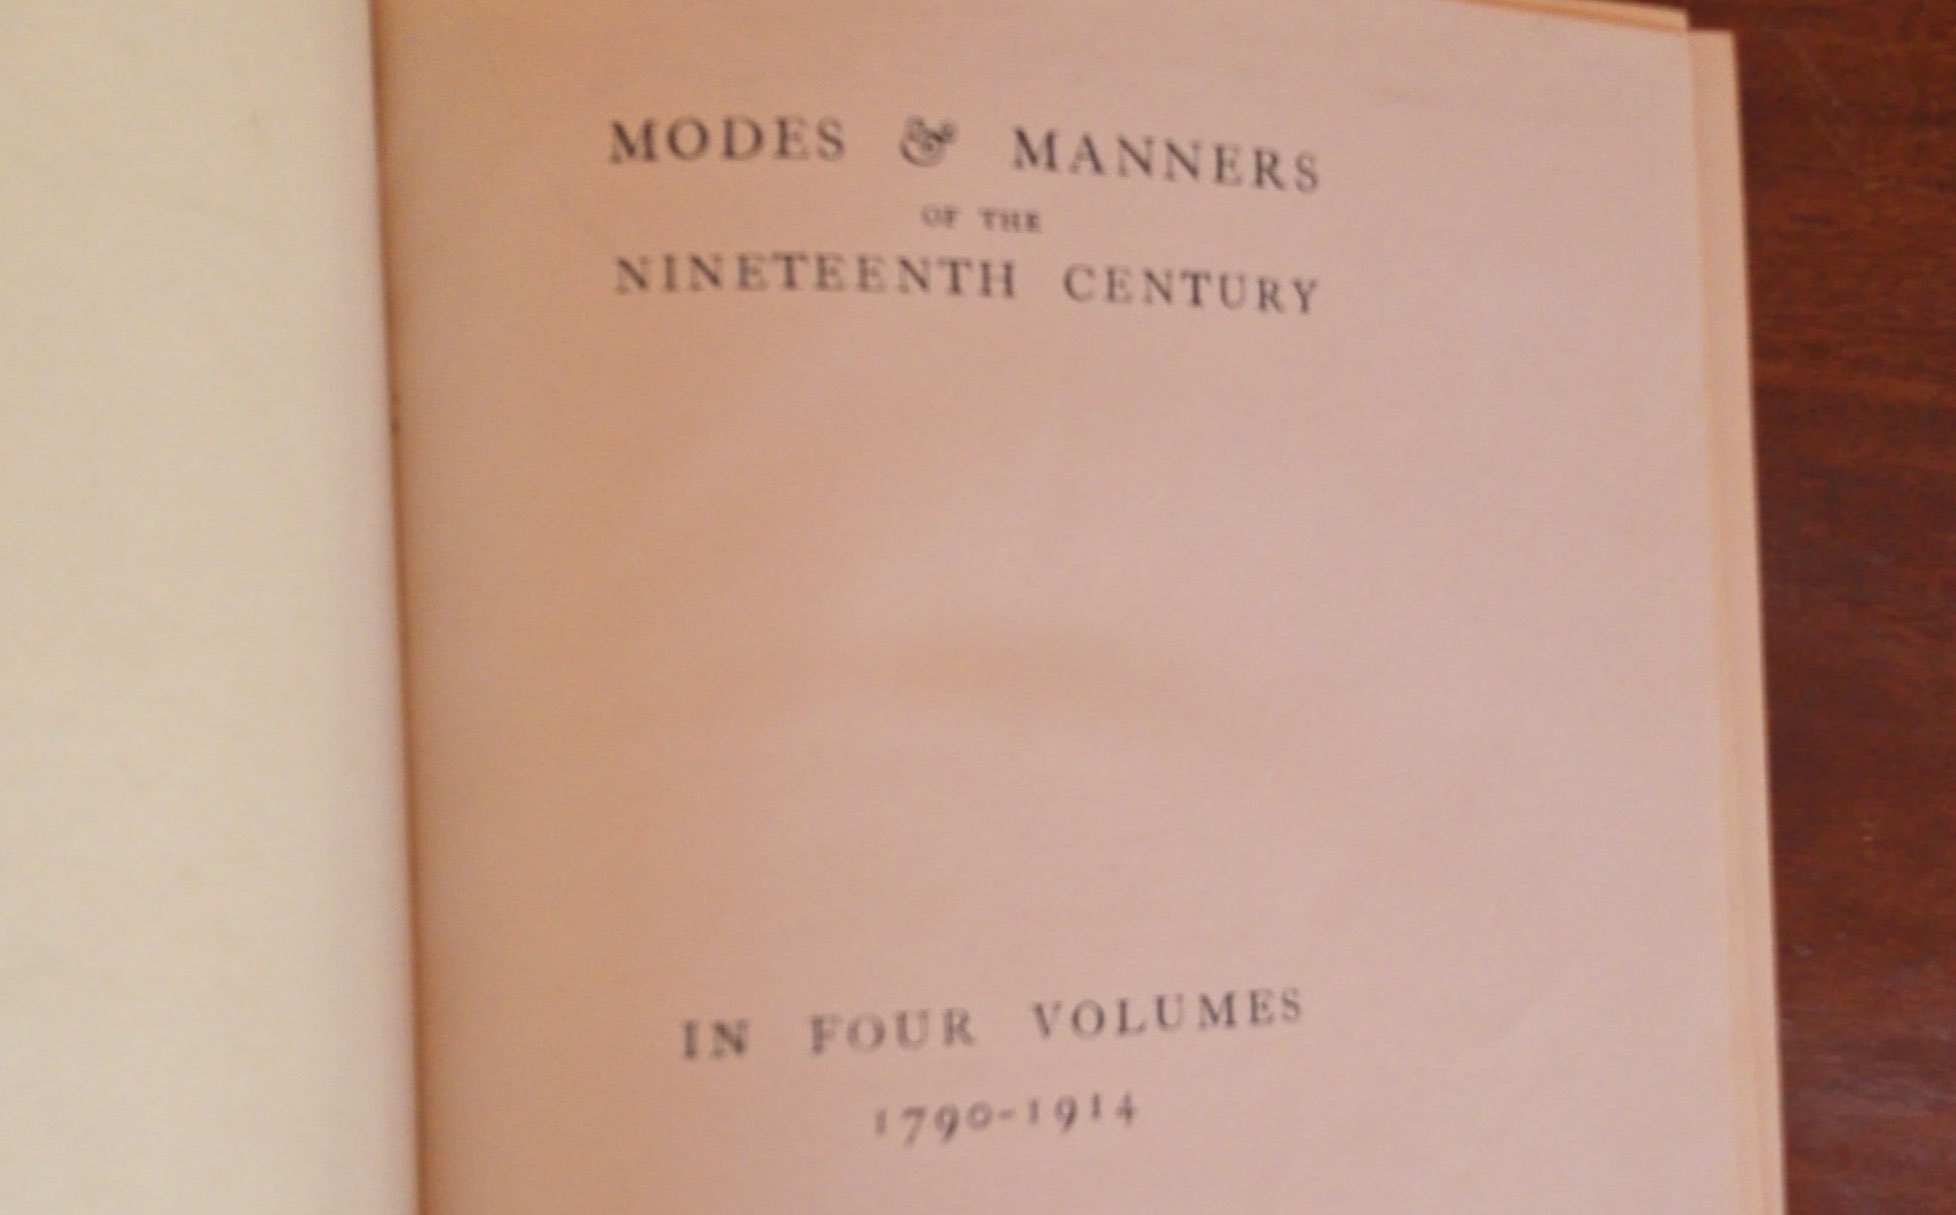 MODES & MANNERS
OF THE
NINETEENTH CENTURY
IN FOUR VOLUMES
1790-1914